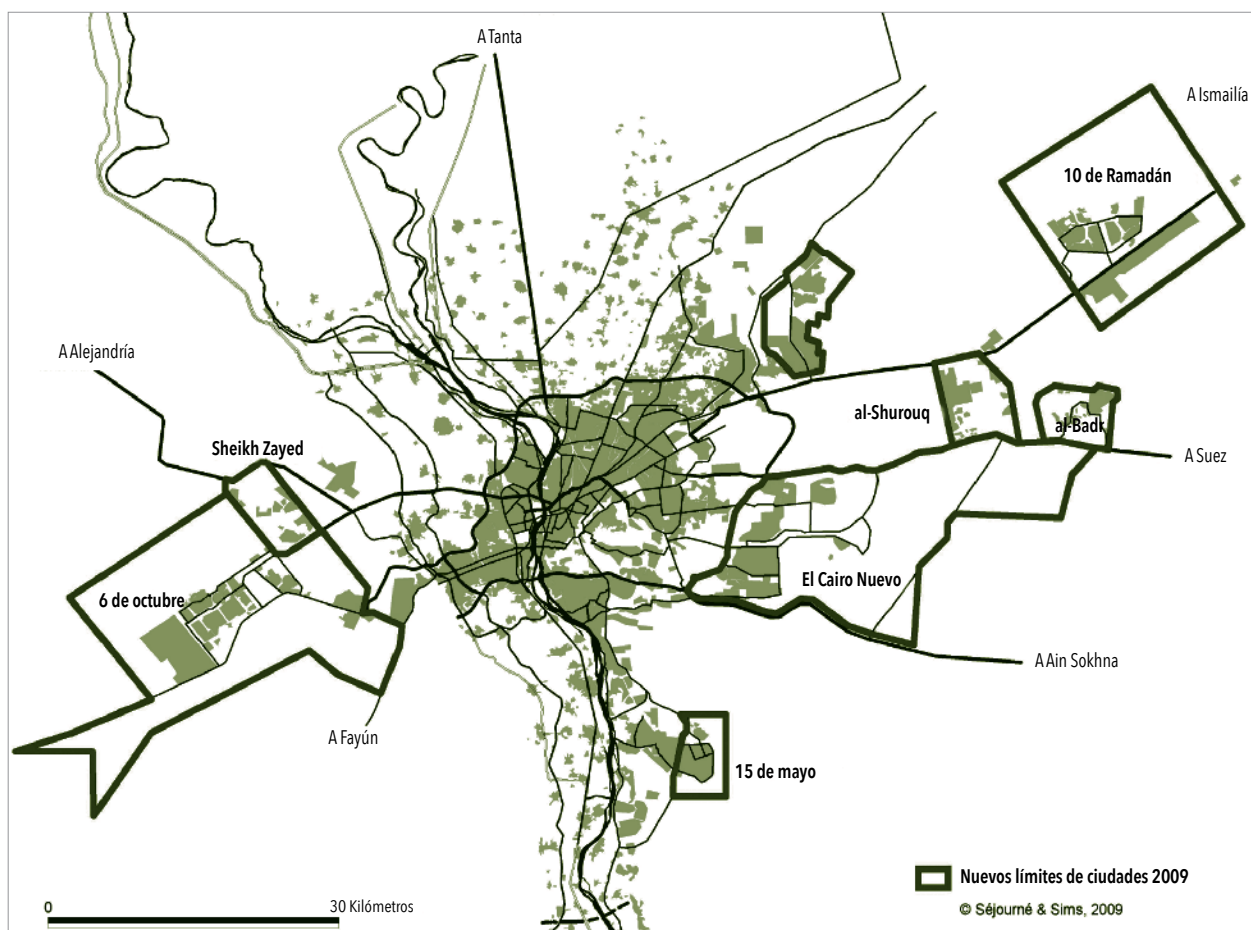 A Tanta
A Ismailía
10 de Ramadán
A Alejandría
al-Shurouq
al-Badr
Sheikh Zayed
A Suez
6 de octubre
El Cairo Nuevo
A Ain Sokhna
A Fayún
15 de mayo
Nuevos límites de ciudades 2009
© Séjourné & Sims, 2009
0 30 Kilómetros